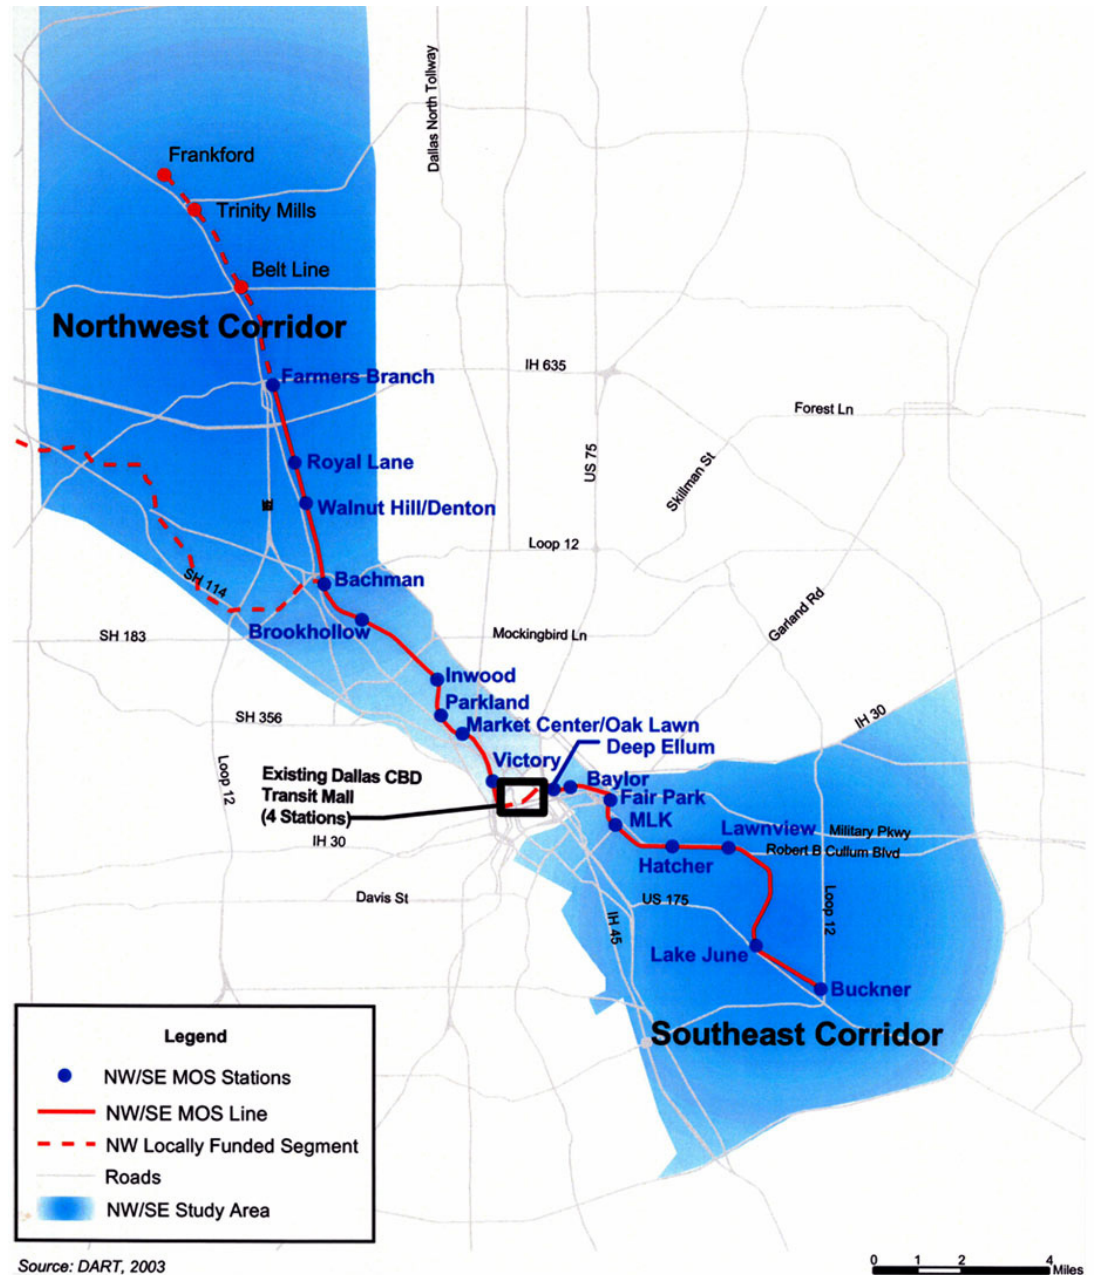 Dallas North Tollway
Frankford
Trinity Mills
Belt Line
Northwest Corridor
IH 635
Farmers Branch
Forest Ln
US 75
Royal Lane
Skillman St
Walnut Hill/Denton
Loop 12
Bachman
SH 114
Garland Rd
Brookhollow
SH 183
Mockingbird Ln
Inwood
Parkland
SH 356
IH 30
Market Center/Oak Lawn
Deep Ellum
Victory
Loop 12
Existing Dallas CBD
Transit Mall
(4 Stations)
Baylor
Fair Park
MLK
Lawnview
Military Pkwy
IH 30
Robert B Cullum Blvd
Hatcher
Davis St
US 175
Loop 12
IH 45
Lake June
Buckner
Southeast Corridor
Legend
NW/SE MOS Stations
NW/SE MOS Line
NW Locally Funded Segment
Roads
NW/SE Study Area
Source: DART, 2003
0 1 2 4
Miles